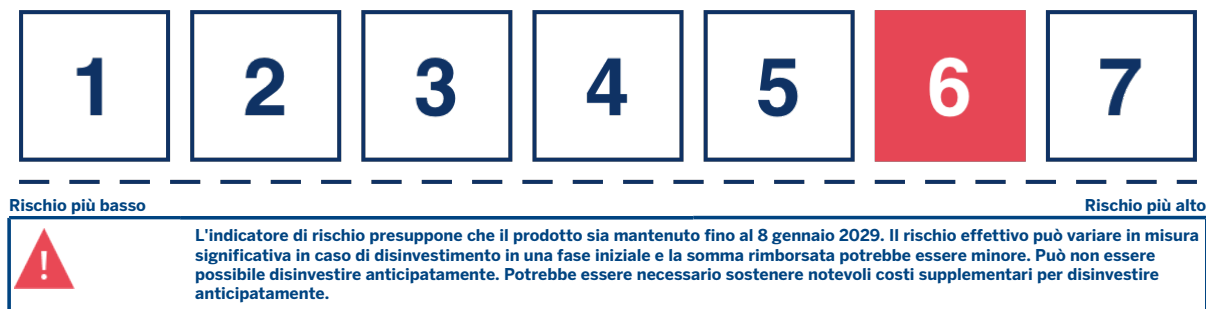 1 2 3 4 5 6 7
Rischio più basso Rischio più alto
!
L'indicatore di rischio presuppone che il prodotto sia mantenuto fino al 8 gennaio 2029. Il rischio effettivo può variare in misura
significativa in caso di disinvestimento in una fase iniziale e la somma rimborsata potrebbe essere minore. Può non essere
possibile disinvestire anticipatamente. Potrebbe essere necessario sostenere notevoli costi supplementari per disinvestire
anticipatamente.